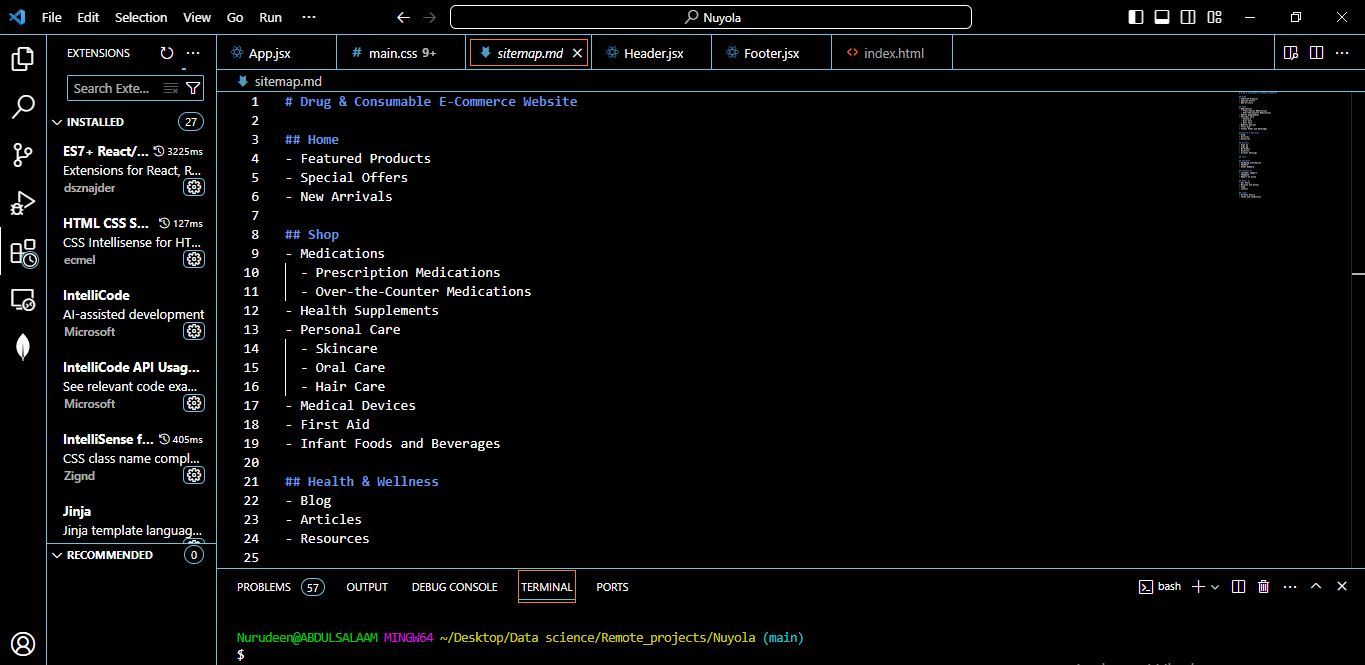 File Edit Selection View Go Run ···
Nuyola
EXTENSIONS
Search Exte...
INSTALLED 27
ES7+ React/... 3225ms
Extensions for React, R...
dsznajder
HTML CSS S... 127ms
CSS Intellisense for HT...
ecmel
IntelliCode
AI-assisted development
Microsoft
IntelliCode API Usag...
See relevant code exa...
Microsoft
IntelliSense f... 405ms
CSS class name compl...
Zignd
Jinja
Jinja template languag...
RECOMMENDED 0
App.jsx # main.css 9+ sitemap.md Header.jsx Footer.jsx <> index.html
sitemap.md
1 # Drug & Consumable E-Commerce Website
2
3 ## Home
4 - Featured Products
5 - Special Offers
6 - New Arrivals
7
8 ## Shop
9 - Medications
10 - Prescription Medications
11 - Over-the-Counter Medications
12 - Health Supplements
13 - Personal Care
14 - Skincare
15 - Oral Care
16 - Hair Care
17 - Medical Devices
18 - First Aid
19 - Infant Foods and Beverages
20
21 ## Health & Wellness
22 - Blog
23 - Articles
24 - Resources
25
PROBLEMS 57 OUTPUT DEBUG CONSOLE TERMINAL PORTS bash
Nurudeen@ABDULSALAAM MINGW64 ~/Desktop/Data science/Remote_projects/Nuyola (main)
$